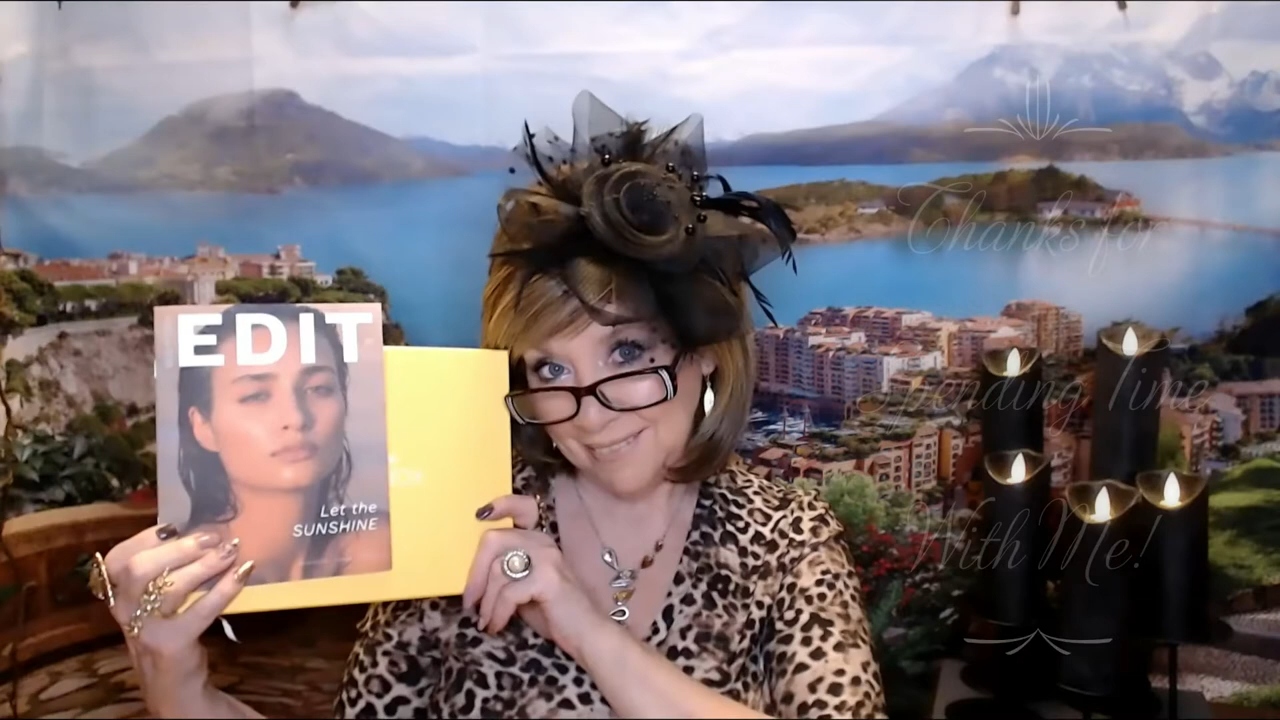 EDIT
Let the
SUNSHINE
Thanks for
Spending Time
With Me!